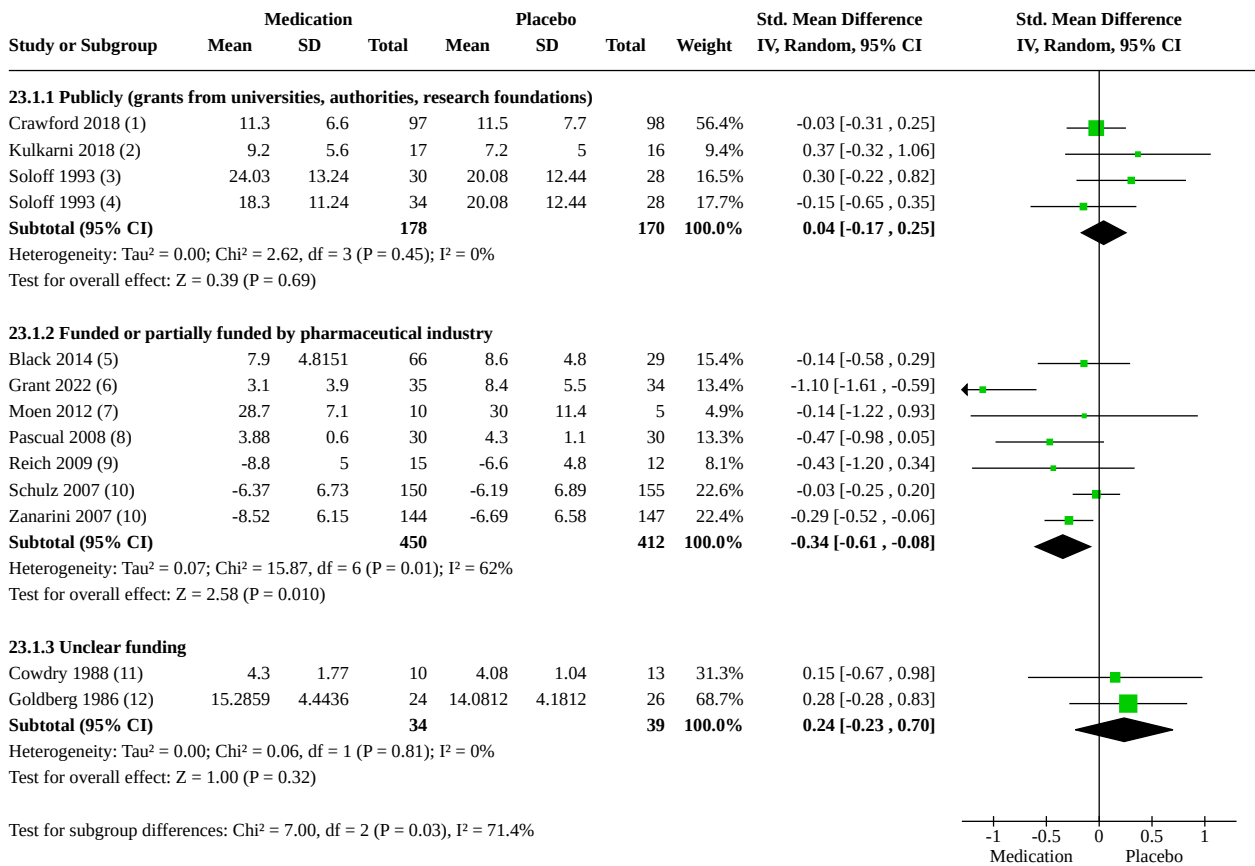 Medication Placebo Std. Mean Difference Std. Mean Difference
Study or Subgroup Mean SD Total Mean SD Total Weight IV, Random, 95% CI IV, Random, 95% CI
23.1.1 Publicly (grants from universities, authorities, research foundations)
Crawford 2018 (1) 11.3 6.6 97 11.5 7.7 98 56.4% -0.03 [-0.31 , 0.25]
Kulkarni 2018 (2) 9.2 5.6 17 7.2 5 16 9.4% 0.37 [-0.32 , 1.06]
Soloff 1993 (3) 24.03 13.24 30 20.08 12.44 28 16.5% 0.30 [-0.22 , 0.82]
Soloff 1993 (4) 18.3 11.24 34 20.08 12.44 28 17.7% -0.15 [-0.65 , 0.35]
Subtotal (95% CI) 178 170 100.0% 0.04 [-0.17 , 0.25]
Heterogeneity: Tau² = 0.00; Chi² = 2.62, df = 3 (P = 0.45); I² = 0%
Test for overall effect: Z = 0.39 (P = 0.69)
23.1.2 Funded or partially funded by pharmaceutical industry
Black 2014 (5) 7.9 4.8151 66 8.6 4.8 29 15.4% -0.14 [-0.58 , 0.29]
Grant 2022 (6) 3.1 3.9 35 8.4 5.5 34 13.4% -1.10 [-1.61 , -0.59]
Moen 2012 (7) 28.7 7.1 10 30 11.4 5 4.9% -0.14 [-1.22 , 0.93]
Pascual 2008 (8) 3.88 0.6 30 4.3 1.1 30 13.3% -0.47 [-0.98 , 0.05]
Reich 2009 (9) -8.8 5 15 -6.6 4.8 12 8.1% -0.43 [-1.20 , 0.34]
Schulz 2007 (10) -6.37 6.73 150 -6.19 6.89 155 22.6% -0.03 [-0.25 , 0.20]
Zanarini 2007 (10) -8.52 6.15 144 -6.69 6.58 147 22.4% -0.29 [-0.52 , -0.06]
Subtotal (95% CI) 450 412 100.0% -0.34 [-0.61 , -0.08]
Heterogeneity: Tau² = 0.07; Chi² = 15.87, df = 6 (P = 0.01); I² = 62%
Test for overall effect: Z = 2.58 (P = 0.010)
23.1.3 Unclear funding
Cowdry 1988 (11) 4.3 1.77 10 4.08 1.04 13 31.3% 0.15 [-0.67 , 0.98]
Goldberg 1986 (12) 15.2859 4.4436 24 14.0812 4.1812 26 68.7% 0.28 [-0.28 , 0.83]
Subtotal (95% CI) 34 39 100.0% 0.24 [-0.23 , 0.70]
Heterogeneity: Tau² = 0.00; Chi² = 0.06, df = 1 (P = 0.81); I² = 0%
Test for overall effect: Z = 1.00 (P = 0.32)
Test for subgroup differences: Chi² = 7.00, df = 2 (P = 0.03), I² = 71.4%
-1 -0.5 0 0.5 1
Medication Placebo